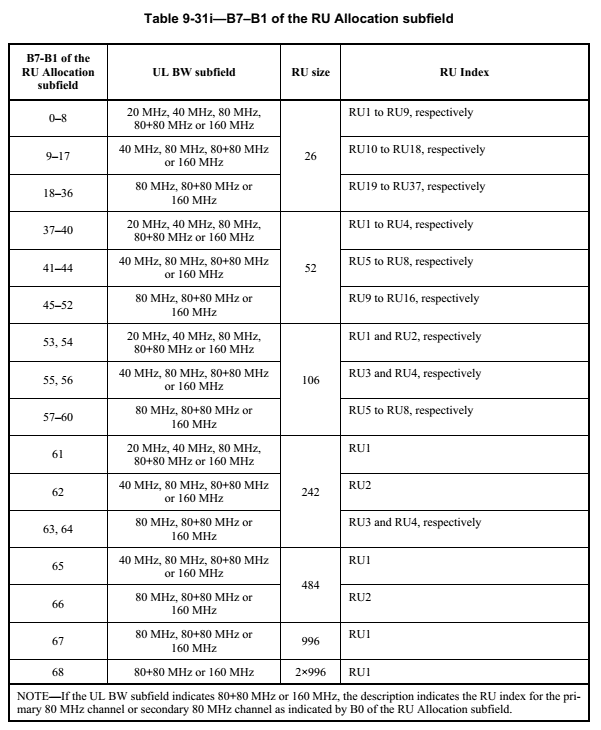 Table 9-31i—B7–B1 of the RU Allocation subfield
B7-B1 of the
RU Allocation
subfield
UL BW subfield
RU size
RU Index
0–8
20 MHz, 40 MHz, 80 MHz,
80+80 MHz or 160 MHz
26
RU1 to RU9, respectively
9–17
40 MHz, 80 MHz, 80+80 MHz
or 160 MHz
RU10 to RU18, respectively
18–36
80 MHz, 80+80 MHz or
160 MHz
RU19 to RU37, respectively
37–40
20 MHz, 40 MHz, 80 MHz,
80+80 MHz or 160 MHz
52
RU1 to RU4, respectively
41–44
40 MHz, 80 MHz, 80+80 MHz
or 160 MHz
RU5 to RU8, respectively
45–52
80 MHz, 80+80 MHz or
160 MHz
RU9 to RU16, respectively
53, 54
20 MHz, 40 MHz, 80 MHz,
80+80 MHz or 160 MHz
106
RU1 and RU2, respectively
55, 56
40 MHz, 80 MHz, 80+80 MHz
or 160 MHz
RU3 and RU4, respectively
57–60
80 MHz, 80+80 MHz or
160 MHz
RU5 to RU8, respectively
61
20 MHz, 40 MHz, 80 MHz,
80+80 MHz or 160 MHz
242
RU1
62
40 MHz, 80 MHz, 80+80 MHz
or 160 MHz
RU2
63, 64
80 MHz, 80+80 MHz or
160 MHz
RU3 and RU4, respectively
65
40 MHz, 80 MHz, 80+80 MHz
or 160 MHz
484
RU1
66
80 MHz, 80+80 MHz or
160 MHz
RU2
67
80 MHz, 80+80 MHz or
160 MHz
996
RU1
68
80+80 MHz or 160 MHz
2×996
RU1
NOTE—If the UL BW subfield indicates 80+80 MHz or 160 MHz, the description indicates the RU index for the pri-
mary 80 MHz channel or secondary 80 MHz channel as indicated by B0 of the RU Allocation subfield.